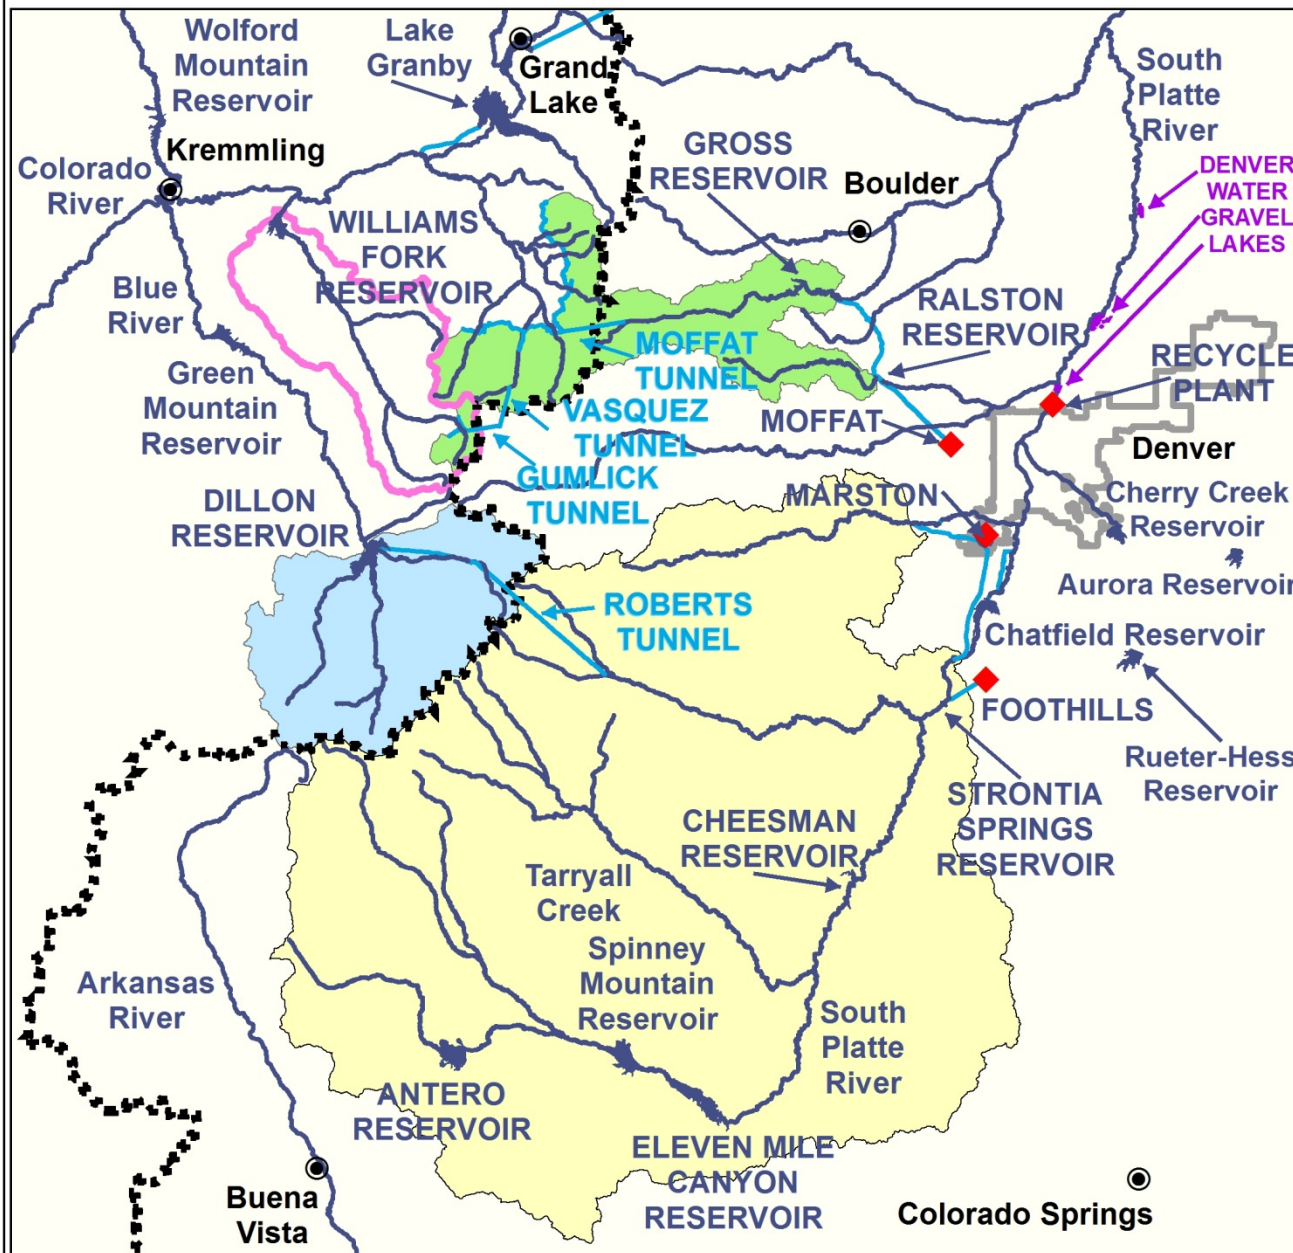 Wolford
Mountain
Reservoir
Lake
Granby
Grand
Lake
South
Platte
River
Kremmling
Colorado
River
GROSS
RESERVOIR
Boulder
DENVER
WATER
GRAVEL
LAKES
WILLIAMS
FORK
RESERVOIR
Blue
River
RALSTON
RESERVOIR
Green
Mountain
Reservoir
MOFFAT
TUNNEL
RECYCLE
PLANT
VASQUEZ
TUNNEL
MOFFAT
Denver
GUMLICK
TUNNEL
DILLON
RESERVOIR
MARSTON
Cherry Creek
Reservoir
Aurora Reservoir
ROBERTS
TUNNEL
Chatfield Reservoir
FOOTHILLS
Rueter-Hess
Reservoir
STRONTIA
SPRINGS
RESERVOIR
CHEESMAN
RESERVOIR
Tarryall
Creek
Spinney
Mountain
Reservoir
Arkansas
River
South
Platte
River
ANTERO
RESERVOIR
ELEVEN MILE
CANYON
RESERVOIR
Buena
Vista
Colorado Springs